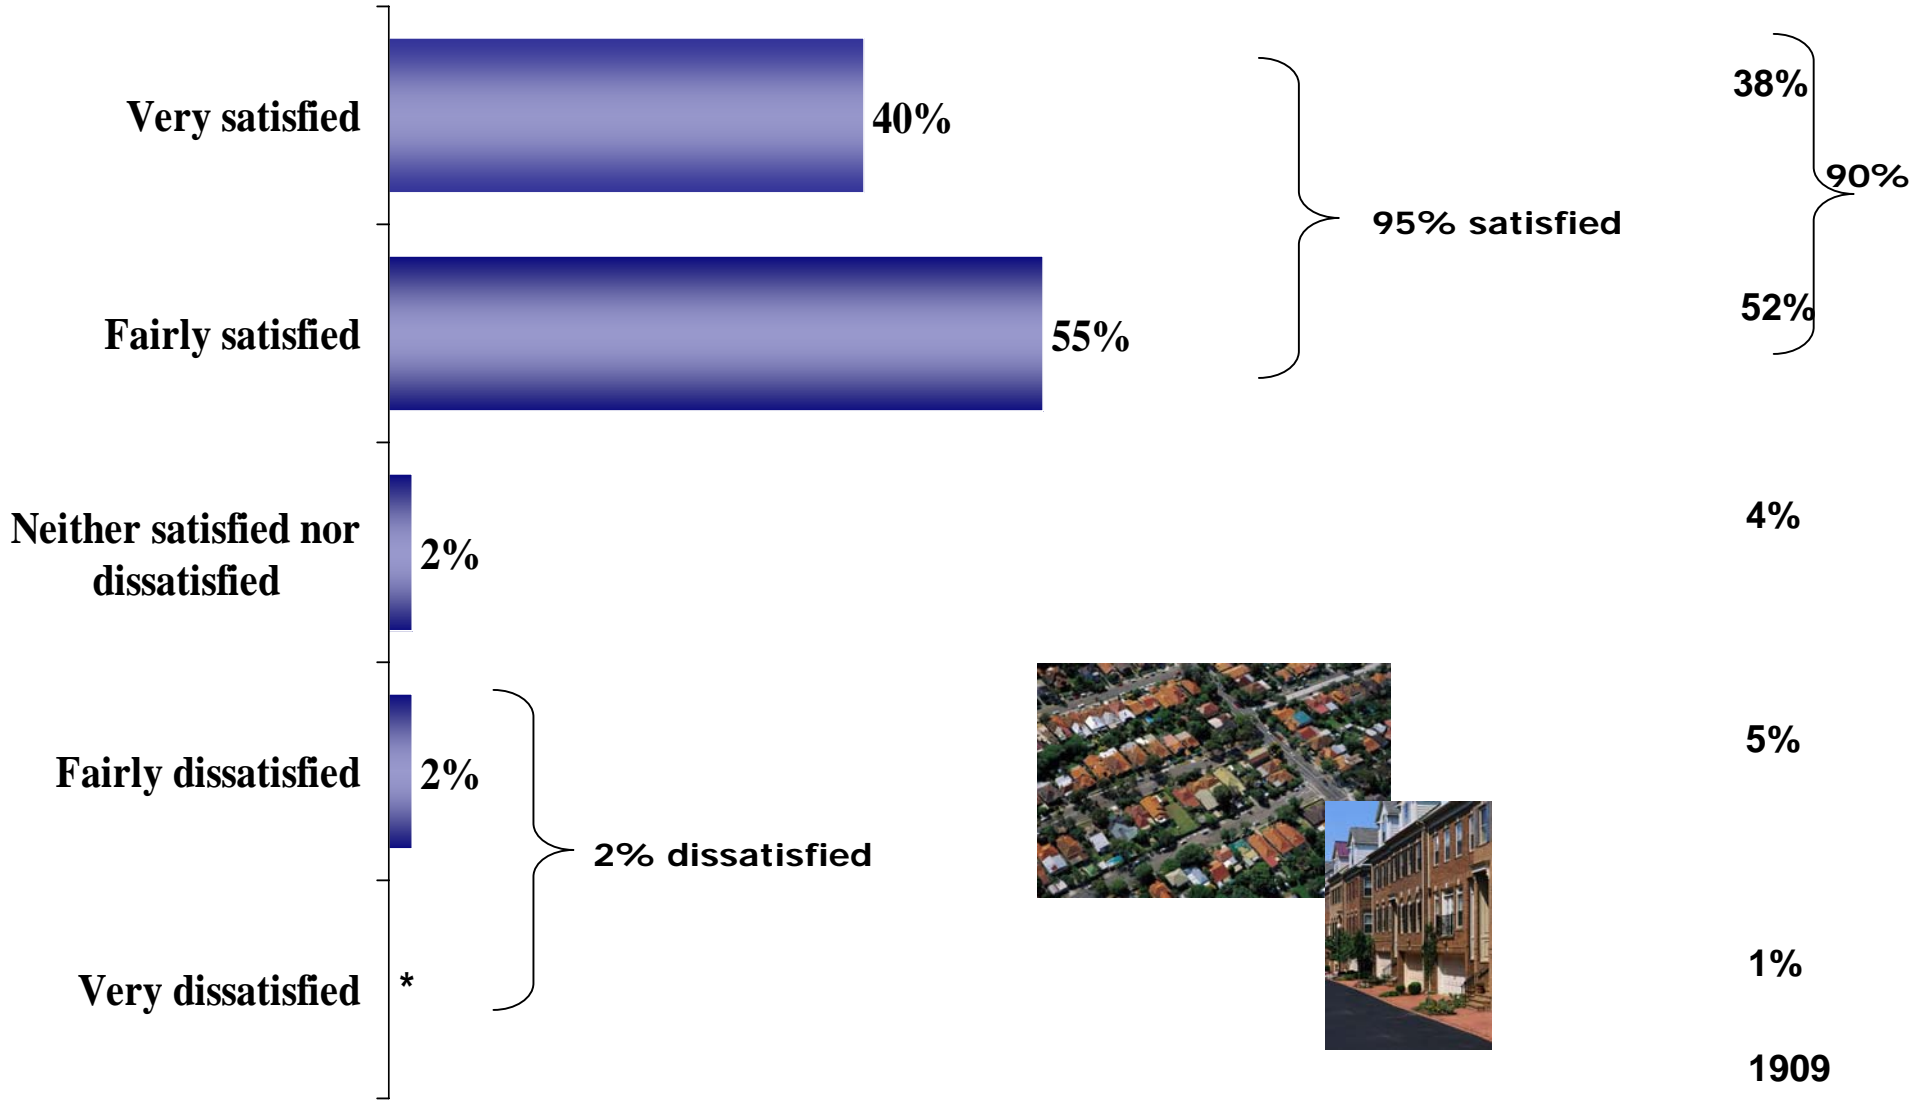 Very satisfied 40% 38%
95% satisfied 90%
Fairly satisfied 55% 52%
Neither satisfied nor
dissatisfied
2% 4%
Fairly dissatisfied 2% 5%
2% dissatisfied
Very dissatisfied * 1%
1909